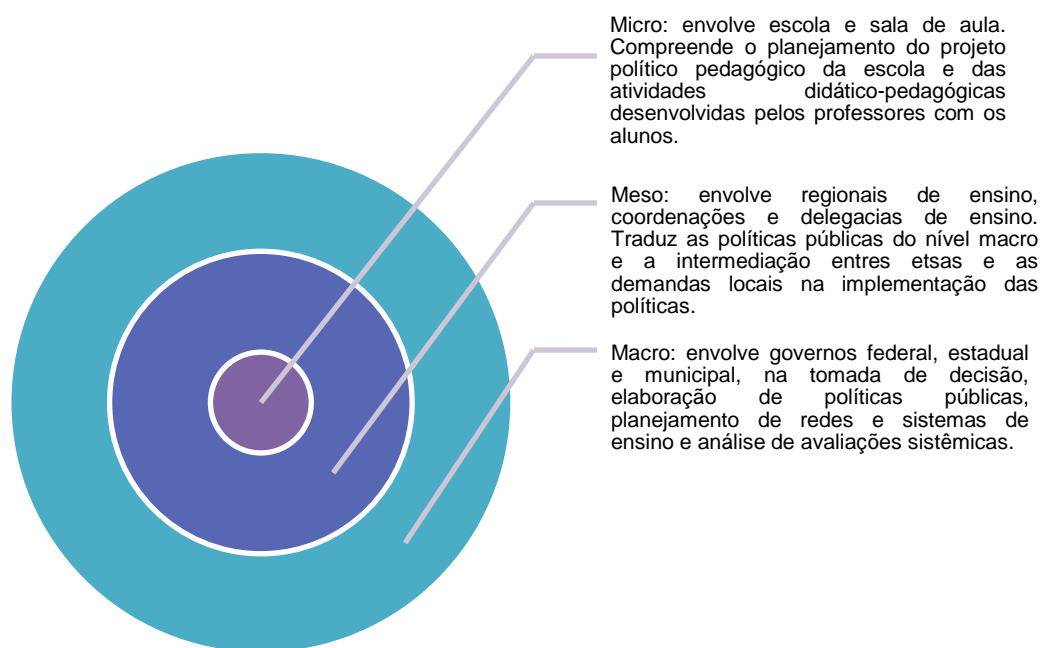 Micro: envolve escola e sala de aula.
Compreende o planejamento do projeto
político pedagógico da escola e das
atividades didático-pedagógicas
desenvolvidas pelos professores com os
alunos.
Meso: envolve regionais de ensino,
coordenações e delegacias de ensino.
Traduz as políticas públicas do nível macro
e a intermediação entres etsas e as
demandas locais na implementação das
políticas.
Macro: envolve governos federal, estadual
e municipal, na tomada de decisão,
elaboração de políticas públicas,
planejamento de redes e sistemas de
ensino e análise de avaliações sistêmicas.